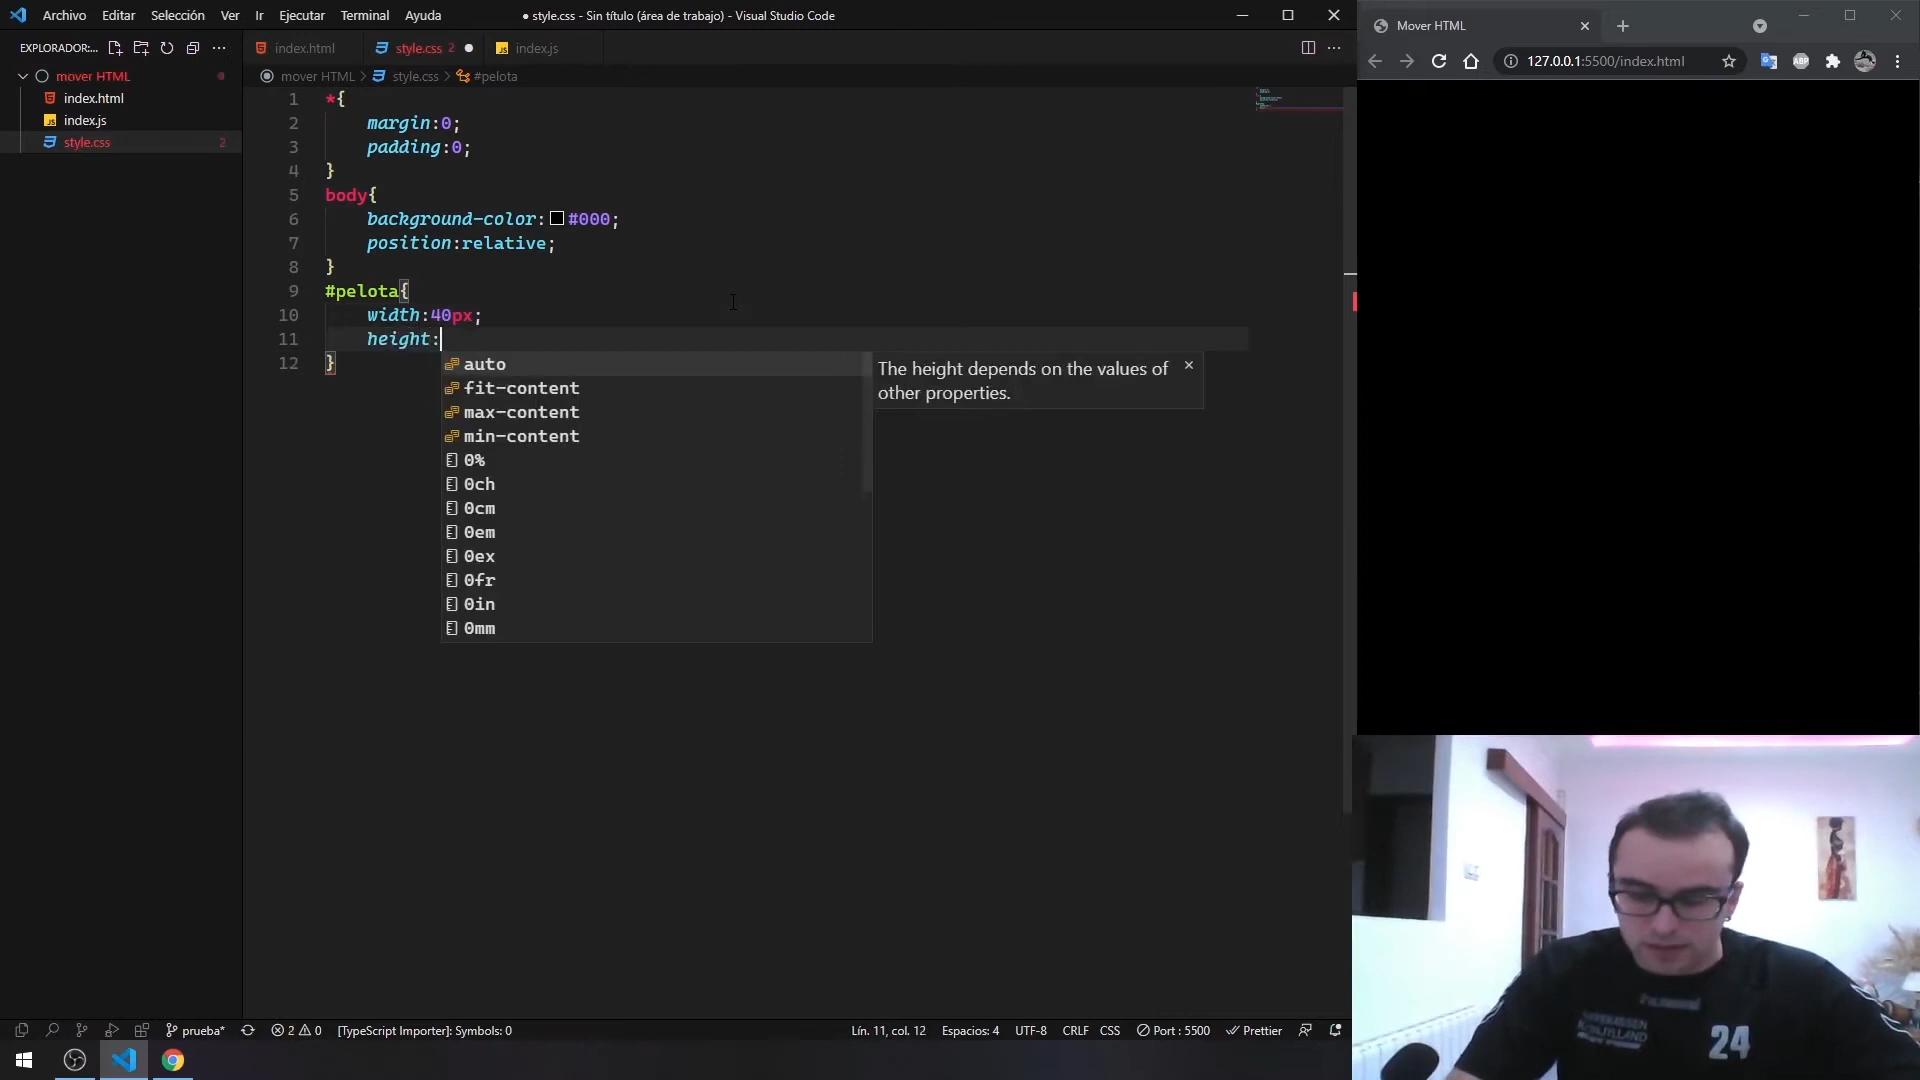 Archivo Editar Selección Ver Ir Ejecutar Terminal Ayuda
● style.css - Sin título (área de trabajo) - Visual Studio Code
EXPLORADOR:...
mover HTML
index.html
index.js
style.css 2
index.html
style.css 2 ●
index.js
mover HTML > style.css > #pelota
1 *{
2 margin:0;
3 padding:0;
4 }
5 body{
6 background-color:#000;
7 position:relative;
8 }
9 #pelota{
10 width:40px;
11 height:
12 }
auto
fit-content
max-content
min-content
0%
0ch
0cm
0em
0ex
0fr
0in
0mm
The height depends on the values of
other properties.
prueba* 2 0 [TypeScript Importer]: Symbols: 0
Lín. 11, col. 12 Espacios: 4 UTF-8 CRLF CSS Port : 5500 Prettier
Mover HTML
127.0.0.1:5500/index.html
ABP
24